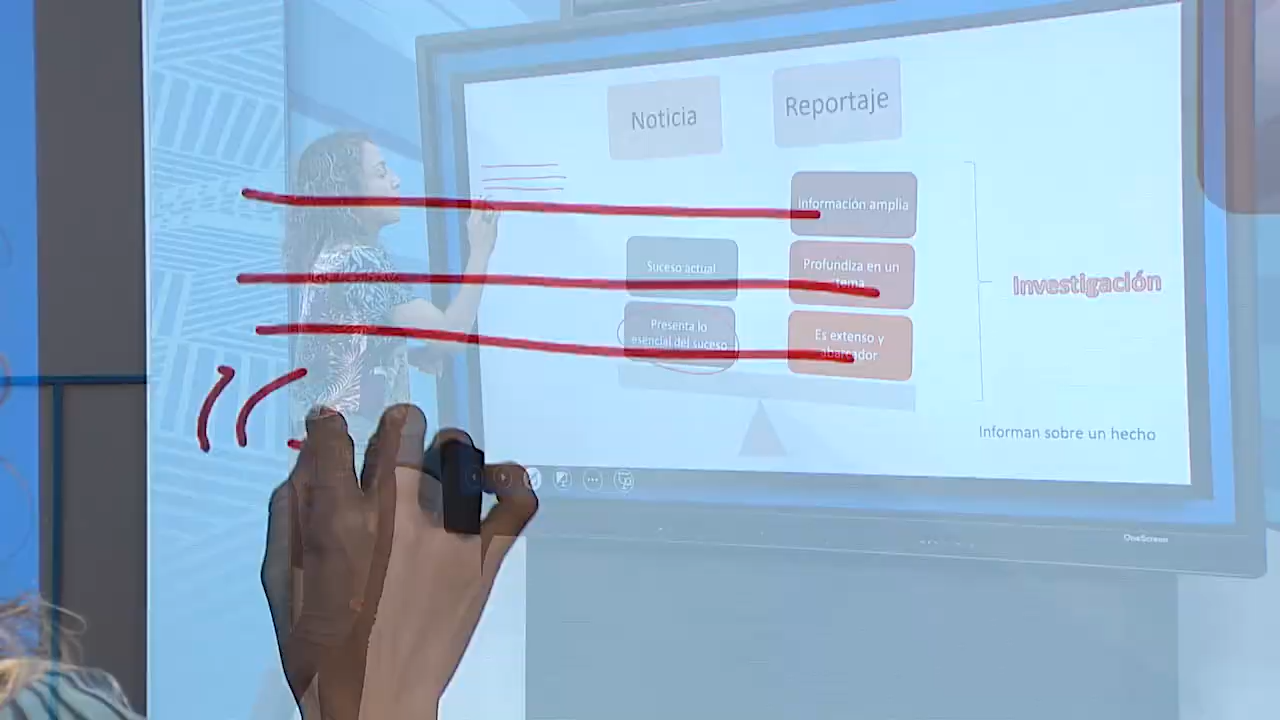 Noticia
Reportaje
Información amplia
Suceso actual
Profundiza en un
tema
Presenta lo
esencial del suceso
Es extenso y
abarcador
Investigación
Informan sobre un hecho
OneScreen